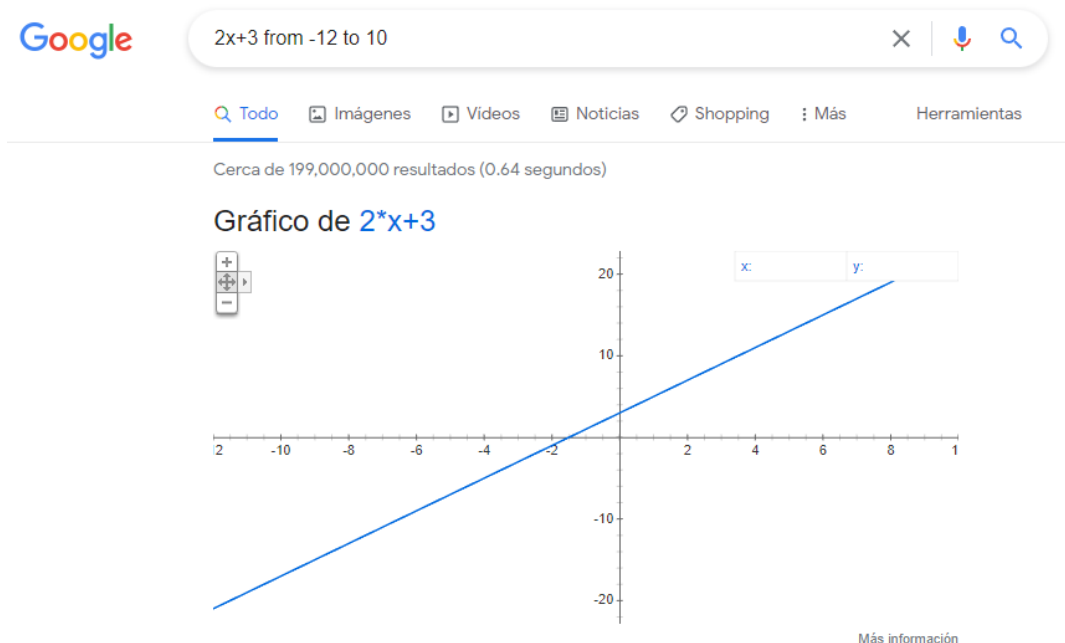 Google
2x+3 from -12 to 10
Todo Imágenes Vídeos Noticias Shopping Más Herramientas
Cerca de 199,000,000 resultados (0.64 segundos)
Gráfico de 2*x+3
x: y:
20
10
2 -10 -8 -6 -4 -2 2 4 6 8 1
-10
-20
Más información